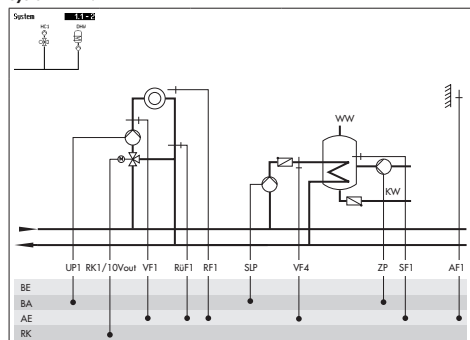 System 1.1 - 2
HC1 DHW
WW
KW
UP1 RK1/10Vout VF1 RüF1 RF1 SLP VF4 ZP SF1 AF1
BE
BA
AE
RK